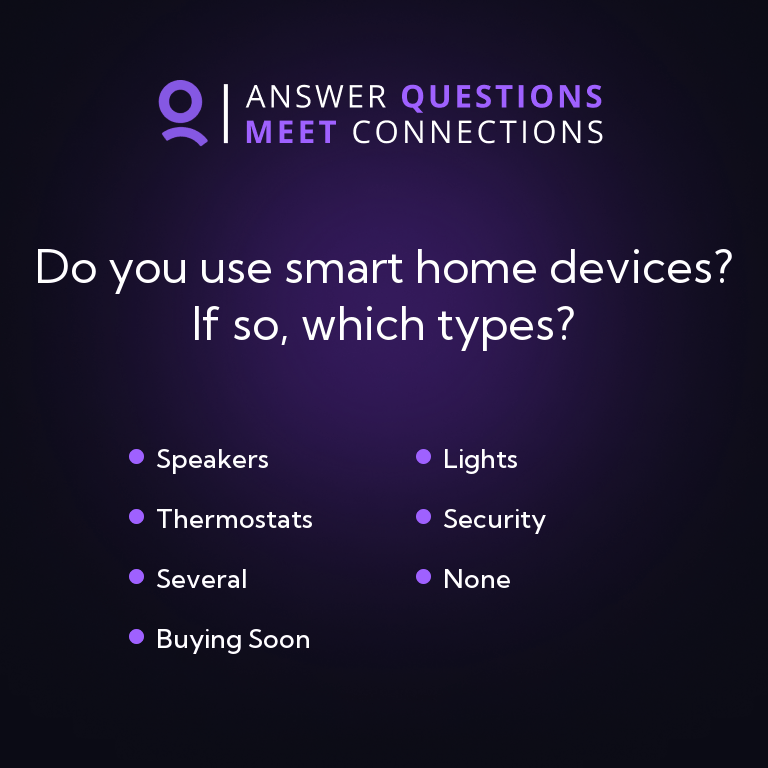 ANSWER QUESTIONS
MEET CONNECTIONS
Do you use smart home devices?
If so, which types?
Speakers
Lights
Thermostats
Security
Several
None
Buying Soon